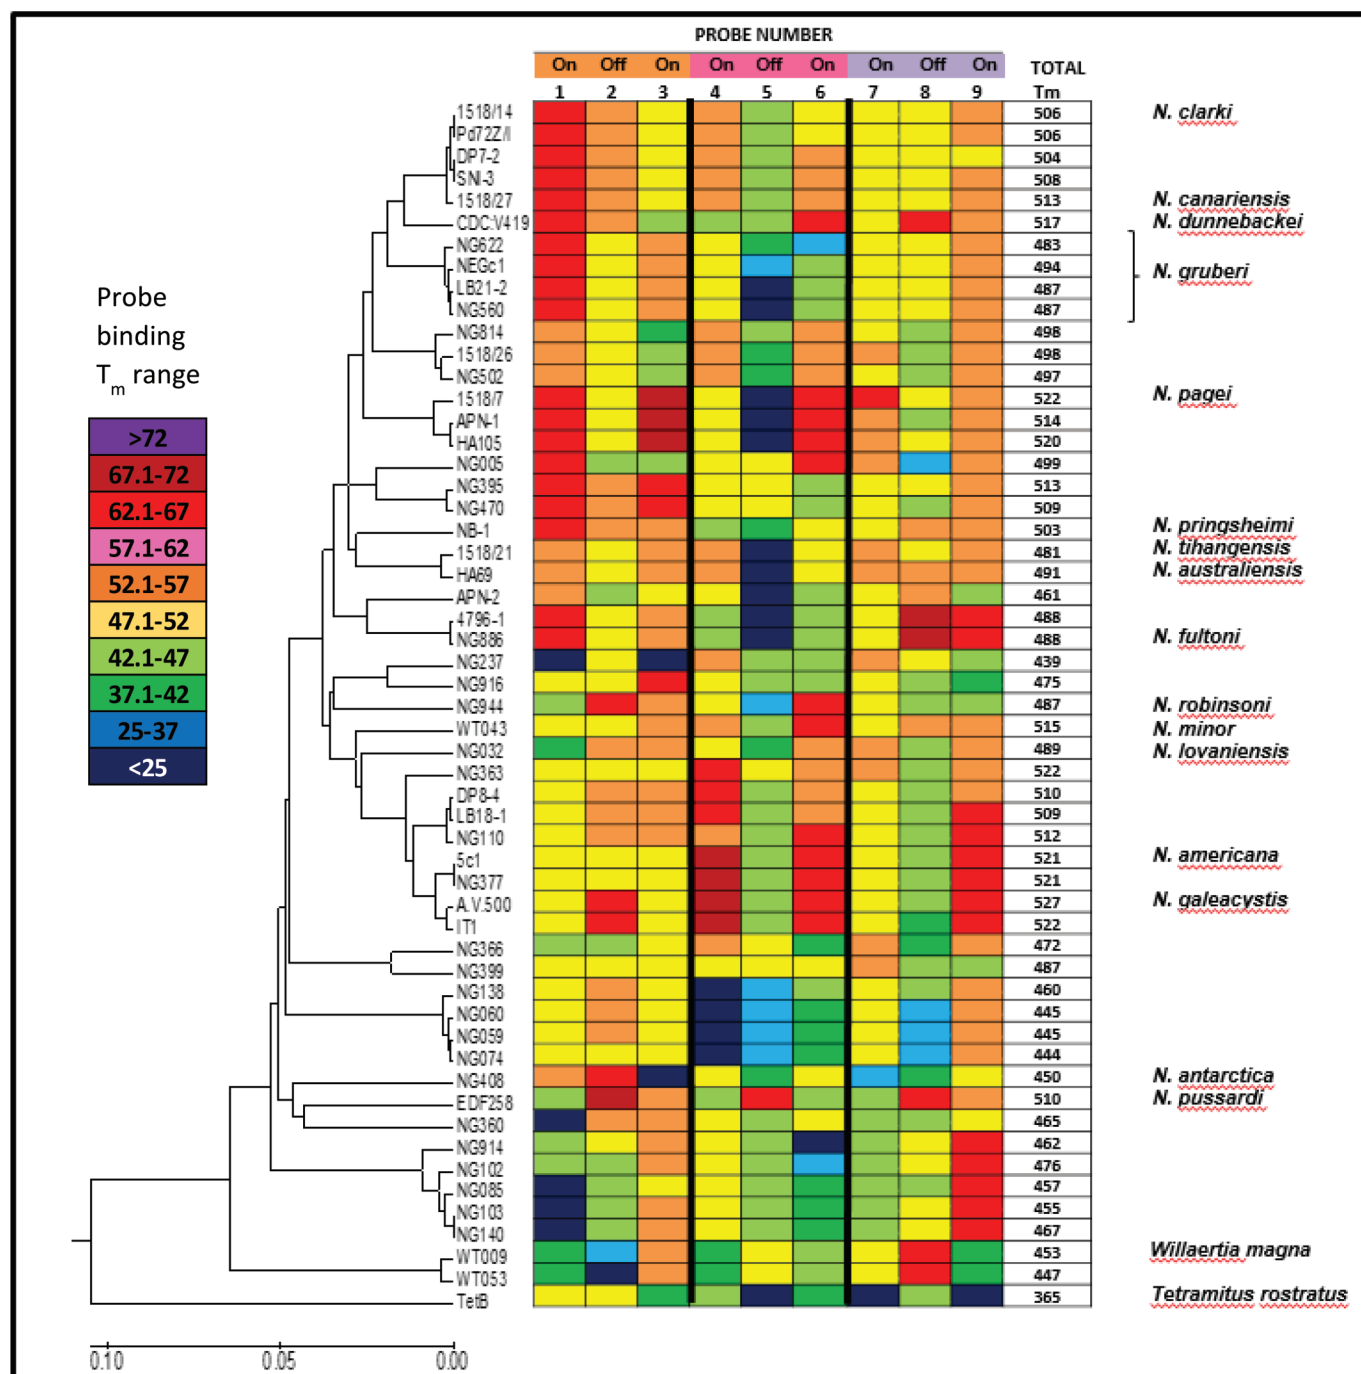 PROBE NUMBER
On Off On On Off On On Off On TOTAL
1 2 3 4 5 6 7 8 9 Tm
1518/14 506 N. clarki
Pd72Z/I 506
DP7-2 504
SNI-3 508
1518/27 513 N. canariensis
CDC:V419 517 N. dunnebackei
NG622 483
NEGc1 494 N. gruberi
LB21-2 487
NG560 487
NG814 498
1518/26 498
NG502 497
1518/7 522 N. pagei
APN-1 514
HA105 520
NG005 499
NG395 513
NG470 509
NB-1 503 N. pringsheimi
1518/21 481 N. tihangensis
HA69 491 N. australiensis
APN-2 461
4796-1 488
NG886 488 N. fultoni
NG237 439
NG916 475
NG944 487 N. robinsoni
WT043 515 N. minor
NG032 489 N. lovaniensis
NG363 522
DP8-4 510
LB18-1 509
NG110 512
5c1 521 N. americana
NG377 521
A.V.500 527 N. galeacystis
IT1 522
NG366 472
NG399 487
NG138 460
NG060 445
NG059 445
NG074 444
NG408 450 N. antarctica
EDF258 510 N. pussardi
NG360 465
NG914 462
NG102 476
NG085 457
NG103 455
NG140 467
WT009 453 Willaertia magna
WT053 447
TetB 365 Tetramitus rostratus
Probe
binding
Tm range
>72
67.1-72
62.1-67
57.1-62
52.1-57
47.1-52
42.1-47
37.1-42
25-37
<25
0.10 0.05 0.00